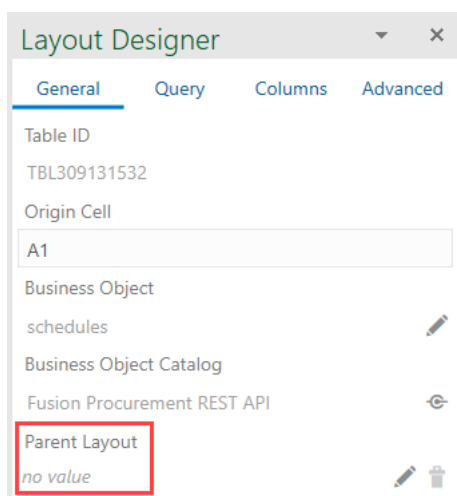 Layout Designer
General Query Columns Advanced
Table ID
TBL309131532
Origin Cell
A1
Business Object
schedules
Business Object Catalog
Fusion Procurement REST API
Parent Layout
no value